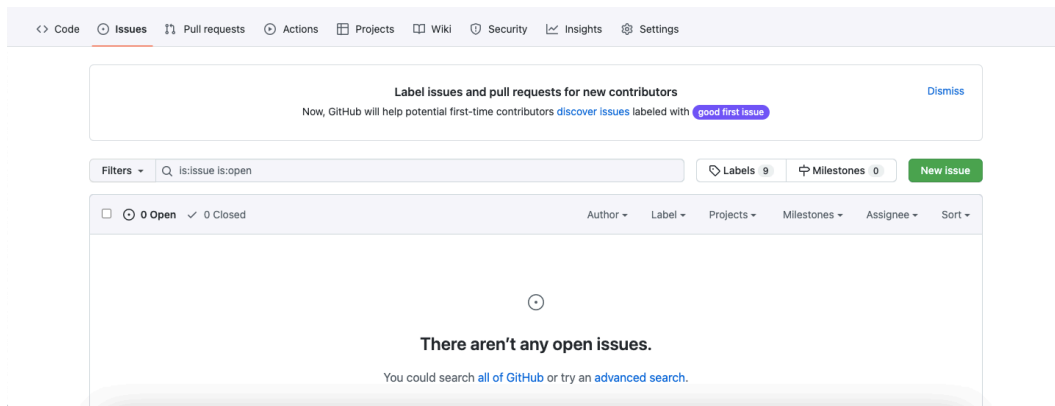 Code Issues Pull requests Actions Projects Wiki Security Insights Settings
Label issues and pull requests for new contributors
Dismiss
Now, GitHub will help potential first-time contributors discover issues labeled with good first issue
Filters is:issue is:open Labels 9 Milestones 0 New issue
0 Open 0 Closed Author Label Projects Milestones Assignee Sort
There aren’t any open issues.
You could search all of GitHub or try an advanced search.